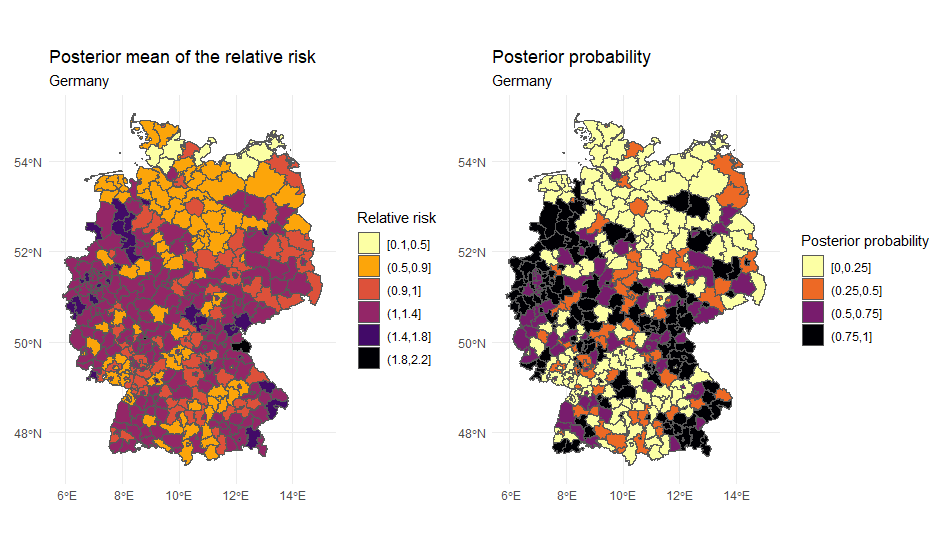 Posterior mean of the relative risk
Germany
54°N
52°N
50°N
48°N
6°E 8°E 10°E 12°E 14°E
Relative risk
[0.1,0.5]
(0.5,0.9]
(0.9,1]
(1,1.4]
(1.4,1.8]
(1.8,2.2]
Posterior probability
Germany
54°N
52°N
50°N
48°N
6°E 8°E 10°E 12°E 14°E
Posterior probability
[0,0.25]
(0.25,0.5]
(0.5,0.75]
(0.75,1]